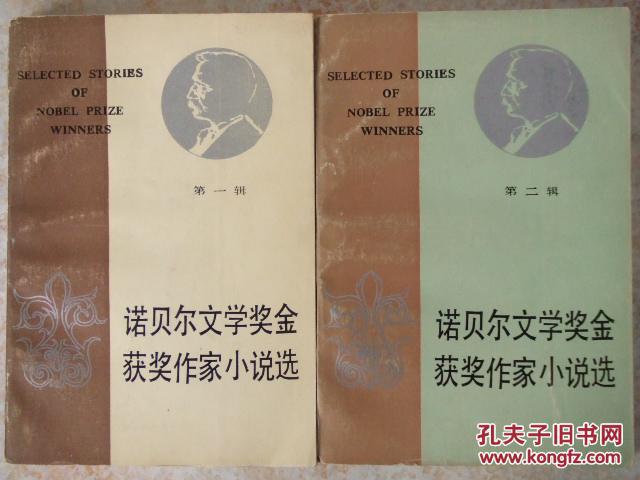 SELECTED STORIES
OF
NOBEL PRIZE
WINNERS
第一辑
诺贝尔文学奖金
获奖作家小说选
SELECTED STORIES
OF
NOBEL PRIZE
WINNERS
第二辑
诺贝尔文学奖金
获奖作家小说选
孔夫子旧书网
www.kongfz.com